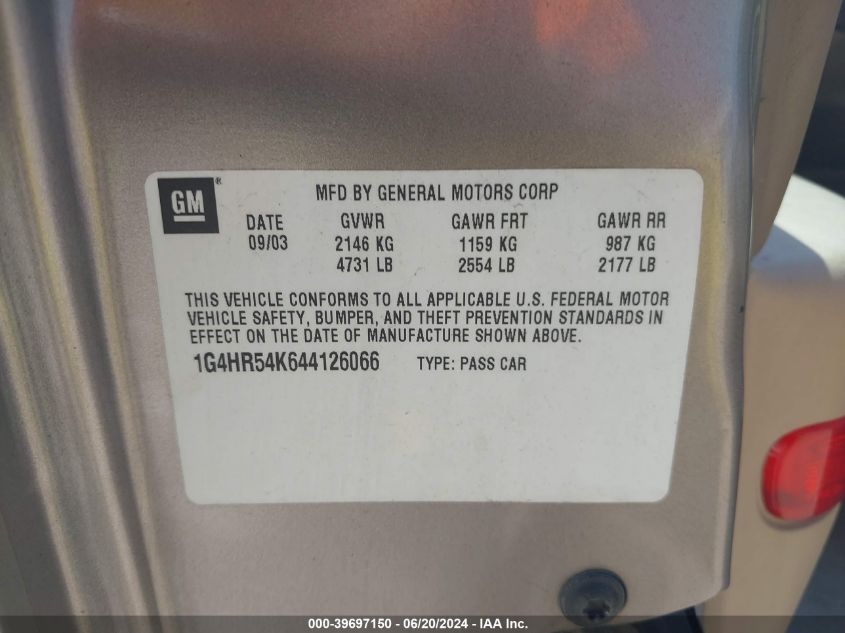 GM®
MFD BY GENERAL MOTORS CORP
DATE GVWR GAWR FRT GAWR RR
09/03 2146 KG 1159 KG 987 KG
4731 LB 2554 LB 2177 LB
THIS VEHICLE CONFORMS TO ALL APPLICABLE U.S. FEDERAL MOTOR
VEHICLE SAFETY, BUMPER, AND THEFT PREVENTION STANDARDS IN
EFFECT ON THE DATE OF MANUFACTURE SHOWN ABOVE.
1G4HR54K644126066 TYPE: PASS CAR
000-39697150 - 06/20/2024 - IAA Inc.